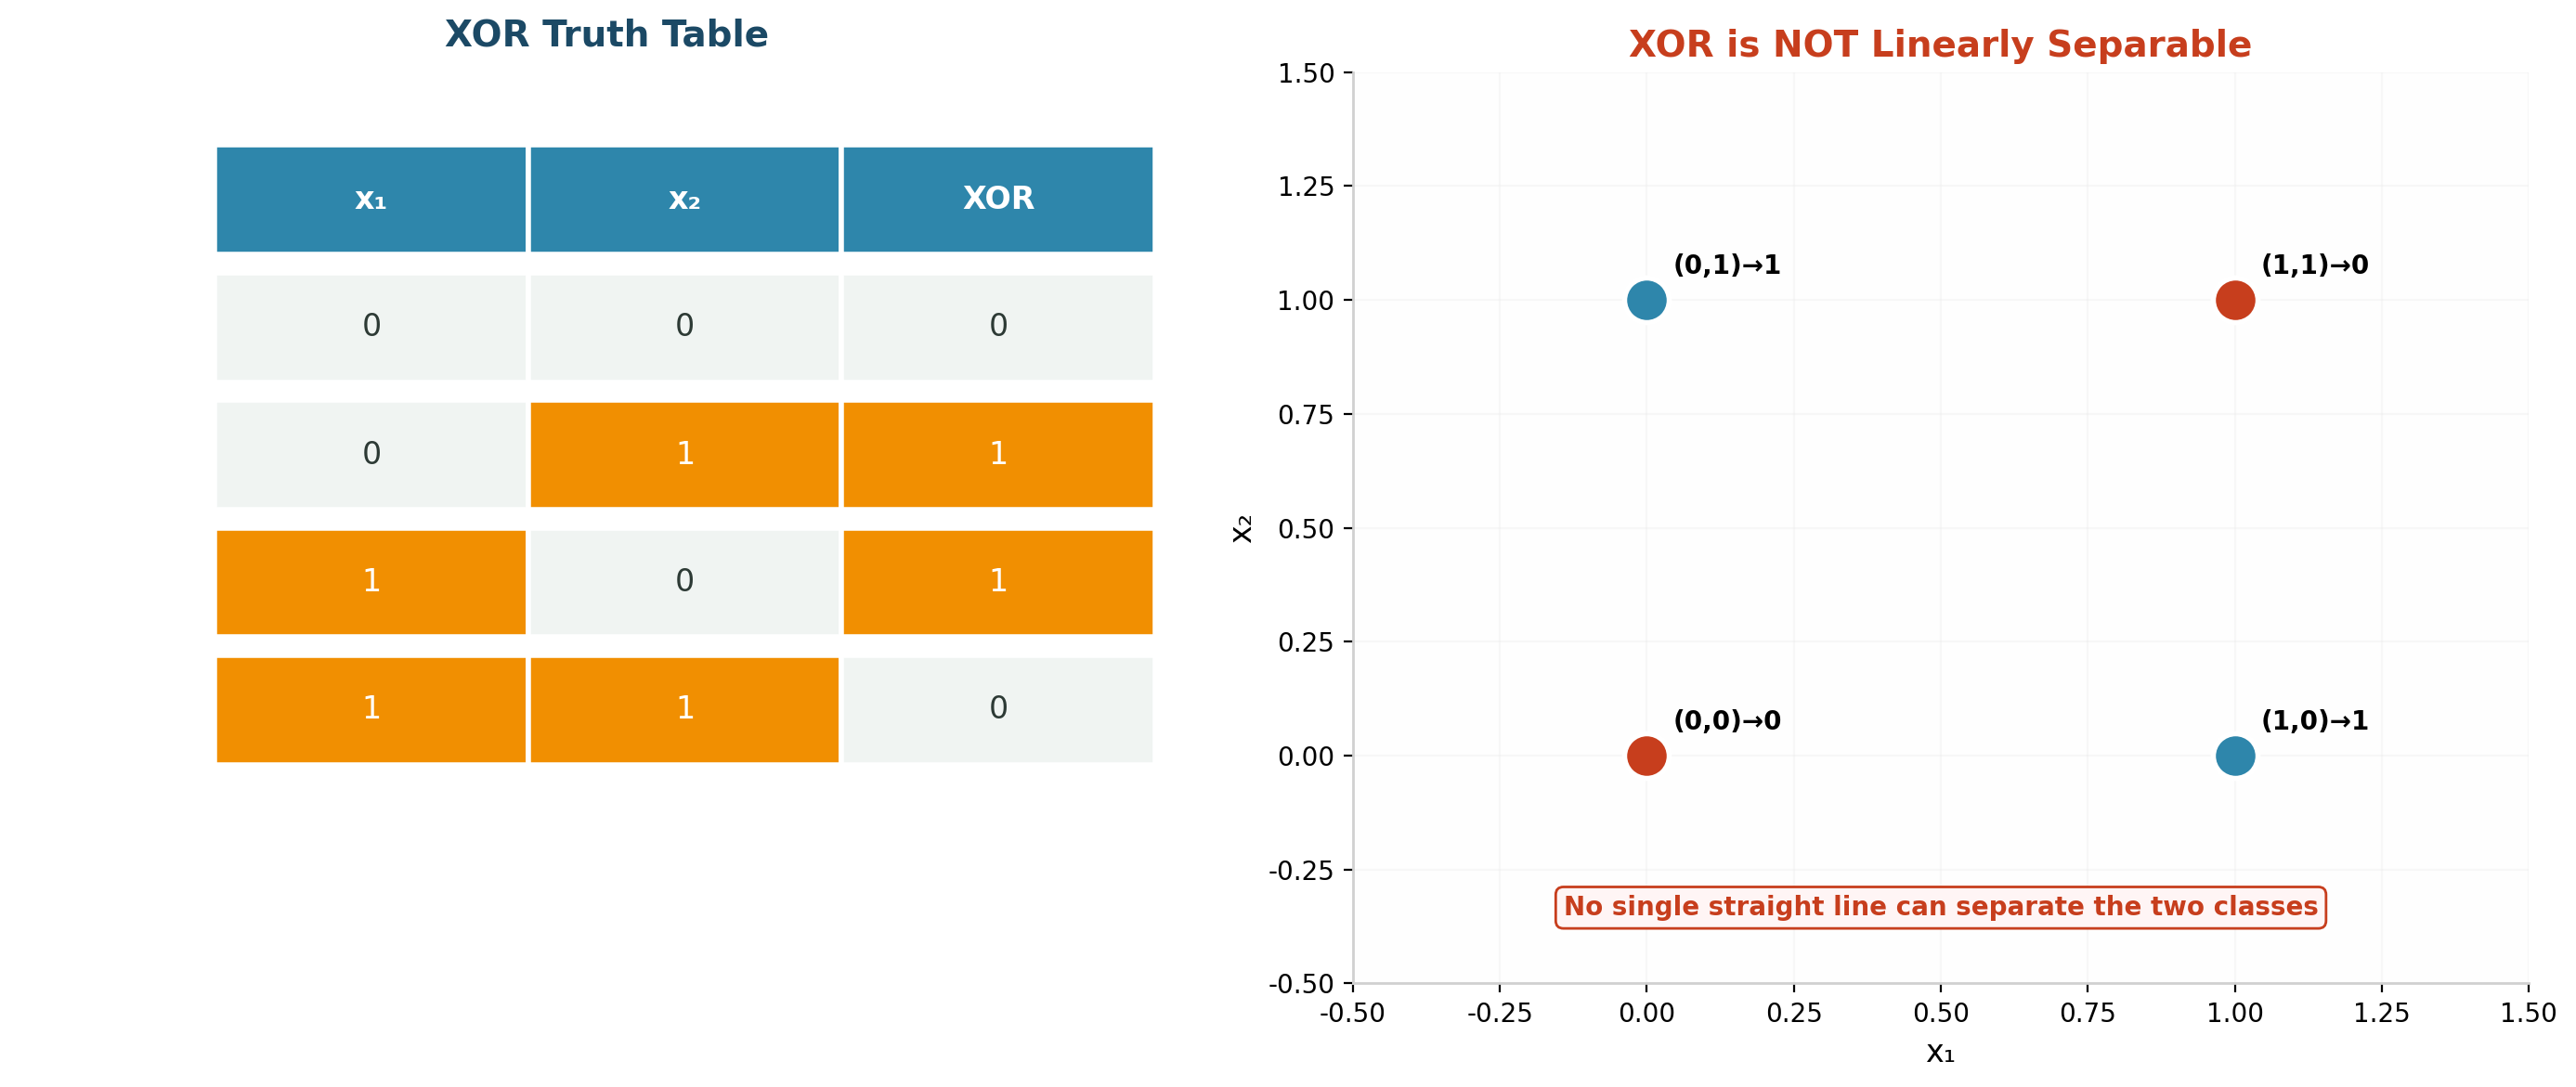 XOR Truth Table
x₁ x₂ XOR
0 0 0
0 1 1
1 0 1
1 1 0
XOR is NOT Linearly Separable
1.50
1.25
(0,1)→1 (1,1)→0
1.00
0.75
0.50
x₂
0.25
(0,0)→0 (1,0)→1
0.00
-0.25
No single straight line can separate the two classes
-0.50
-0.50 -0.25 0.00 0.25 0.50 0.75 1.00 1.25 1.50
x₁